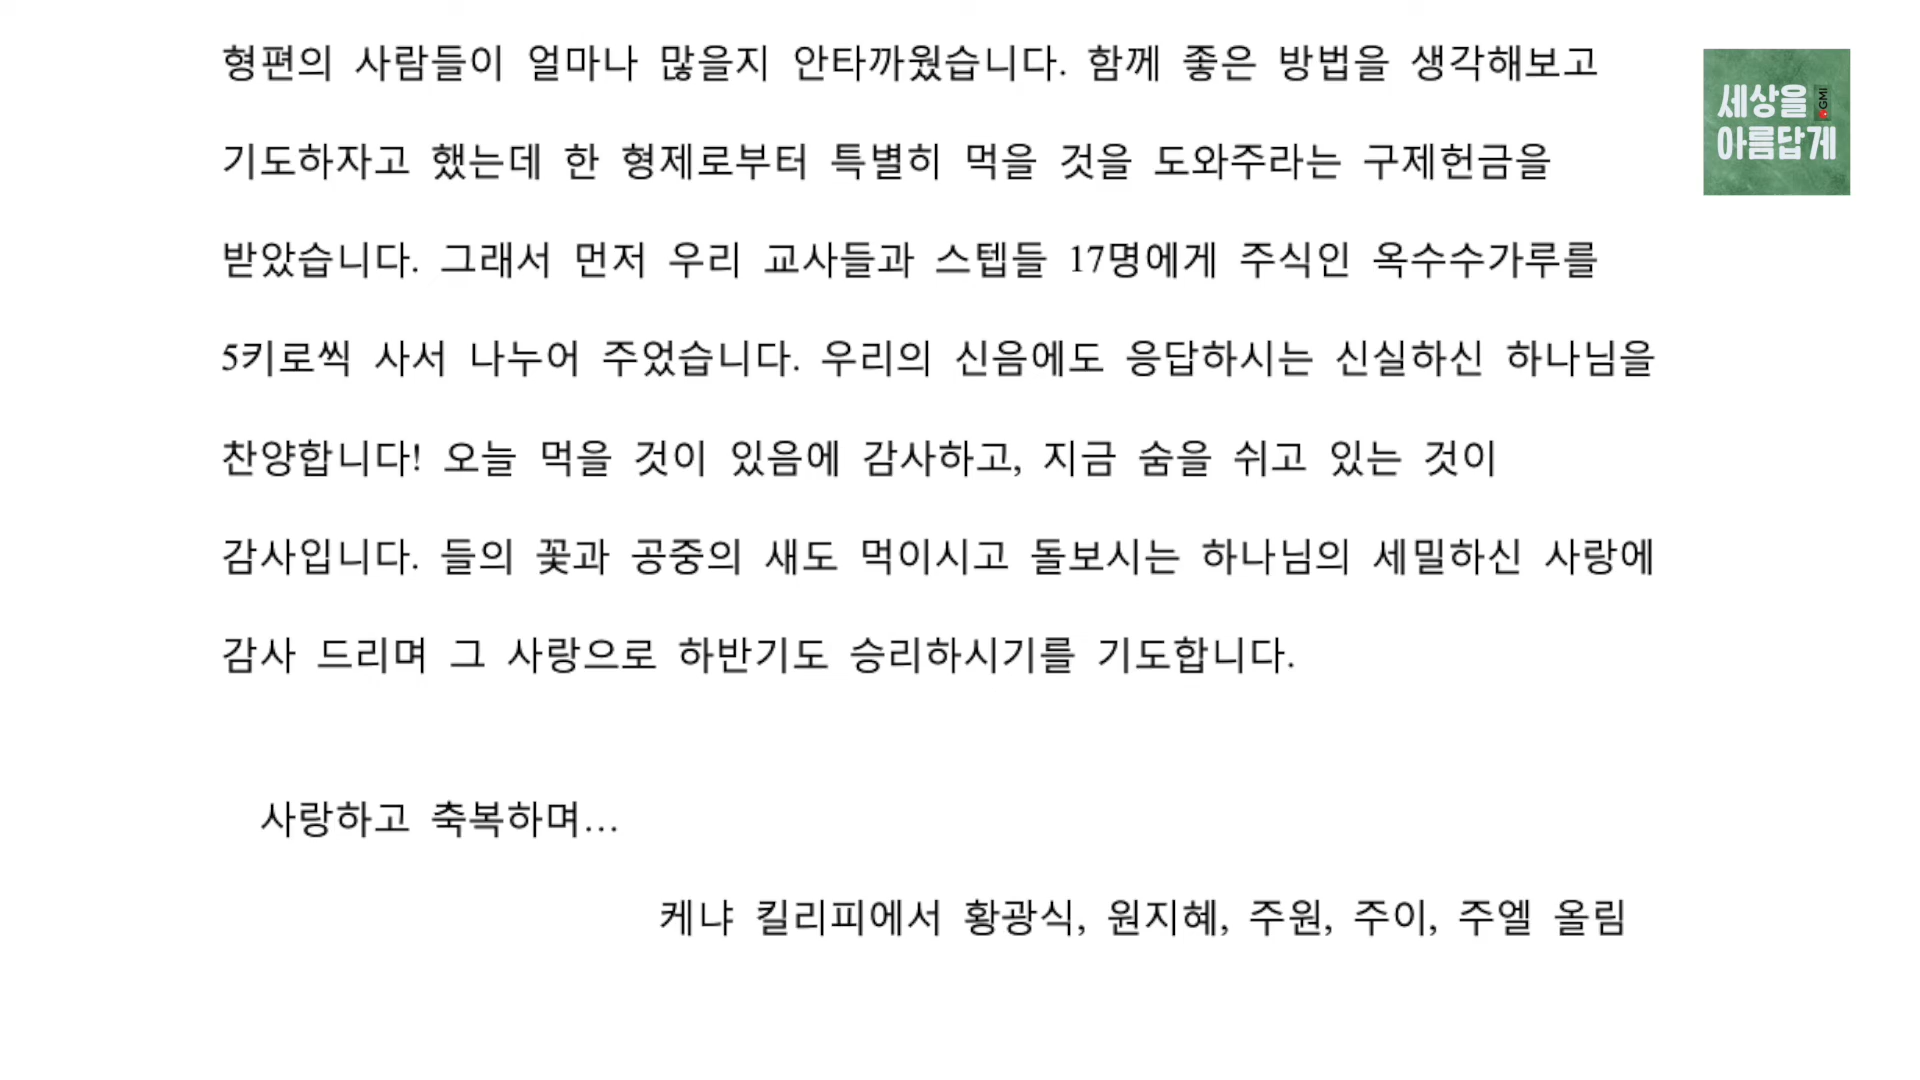 형편의 사람들이 얼마나 많을지 안타까웠습니다. 함께 좋은 방법을 생각해보고
기도하자고 했는데 한 형제로부터 특별히 먹을 것을 도와주라는 구제헌금을
받았습니다. 그래서 먼저 우리 교사들과 스텝들 17명에게 주식인 옥수수가루를
5키로씩 사서 나누어 주었습니다. 우리의 신음에도 응답하시는 신실하신 하나님을
찬양합니다! 오늘 먹을 것이 있음에 감사하고, 지금 숨을 쉬고 있는 것이
감사입니다. 들의 꽃과 공중의 새도 먹이시고 돌보시는 하나님의 세밀하신 사랑에
감사 드리며 그 사랑으로 하반기도 승리하시기를 기도합니다.
사랑하고 축복하며...
케냐 킬리피에서 황광식, 원지혜, 주원, 주이, 주엘 올림
세상을
GMI
아름답게